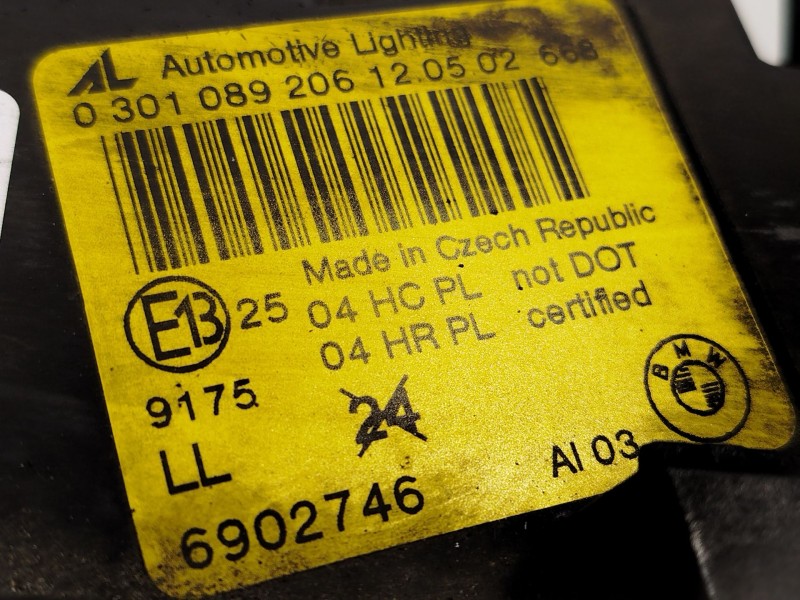 AL Automotive Lighting
0 301 089 206 12.05 02 668
Made in Czech Republic
E13 25 04 HC PL not DOT
04 HR PL certified
9175
24
LL
AI 03
BMW
6902746